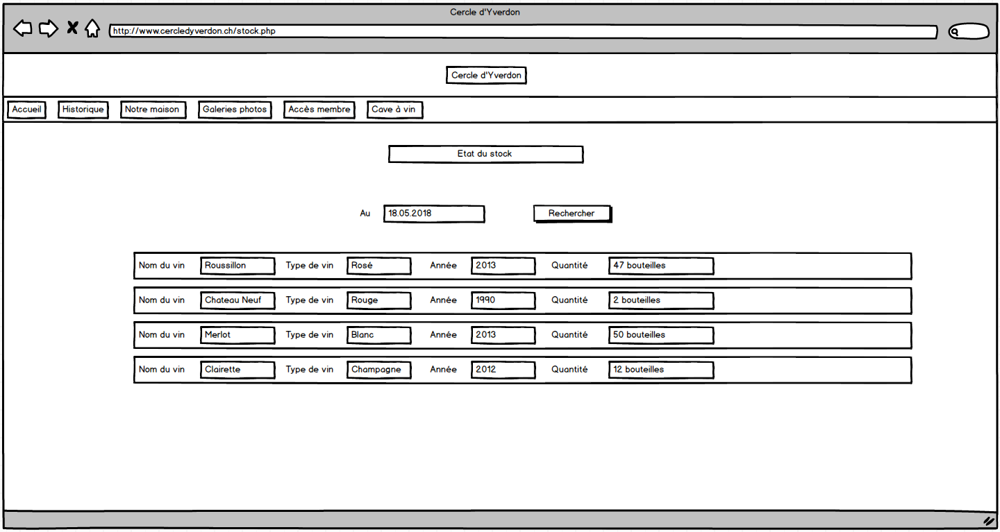 Cercle d'Yverdon
http://www.cercledyverdon.ch/stock.php
Cercle d'Yverdon
Accueil Historique Notre maison Galeries photos Accès membre Cave à vin
Etat du stock
Au 18.05.2018 Rechercher
Nom du vin Roussillon Type de vin Rosé Année 2013 Quantité 47 bouteilles
Nom du vin Chateau Neuf Type de vin Rouge Année 1990 Quantité 2 bouteilles
Nom du vin Merlot Type de vin Blanc Année 2013 Quantité 50 bouteilles
Nom du vin Clairette Type de vin Champagne Année 2012 Quantité 12 bouteilles